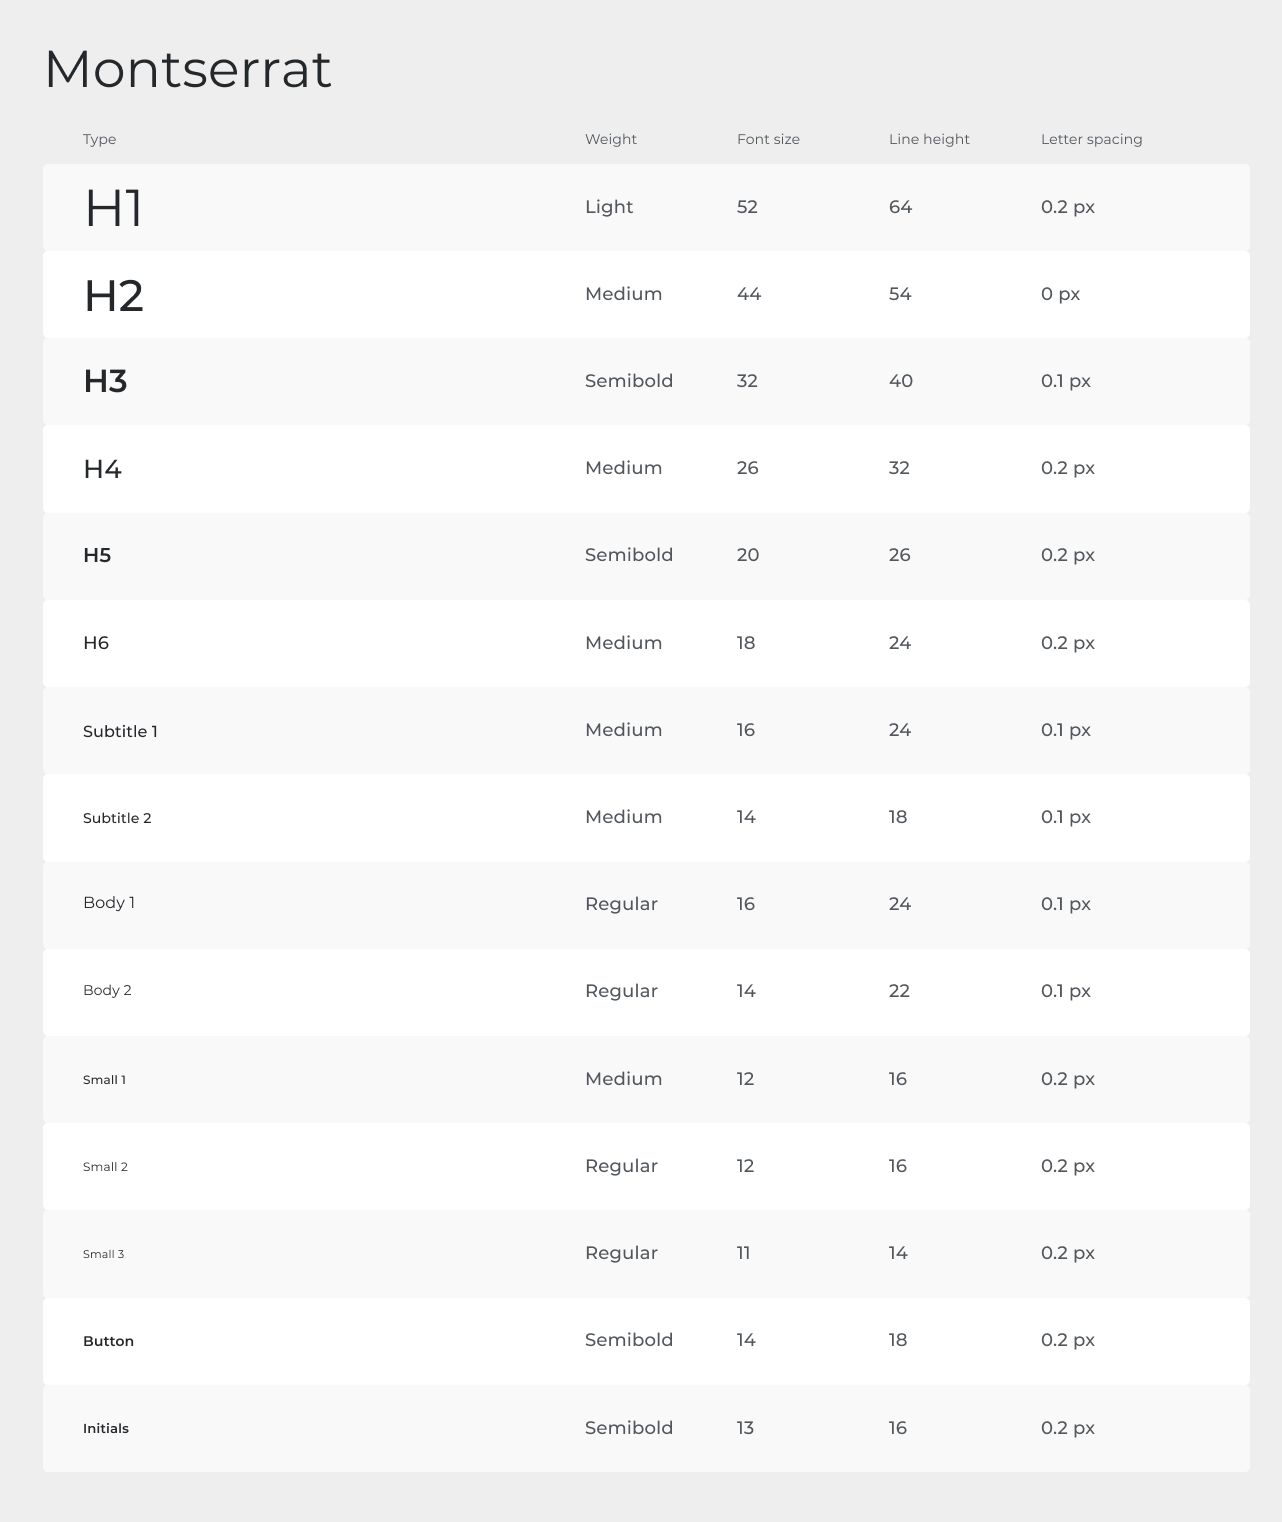 Montserrat
Type Weight Font size Line height Letter spacing
H1 Light 52 64 0.2 px
H2 Medium 44 54 0 px
H3 Semibold 32 40 0.1 px
H4 Medium 26 32 0.2 px
H5 Semibold 20 26 0.2 px
H6 Medium 18 24 0.2 px
Subtitle 1 Medium 16 24 0.1 px
Subtitle 2 Medium 14 18 0.1 px
Body 1 Regular 16 24 0.1 px
Body 2 Regular 14 22 0.1 px
Small 1 Medium 12 16 0.2 px
Small 2 Regular 12 16 0.2 px
Small 3 Regular 11 14 0.2 px
Button Semibold 14 18 0.2 px
Initials Semibold 13 16 0.2 px